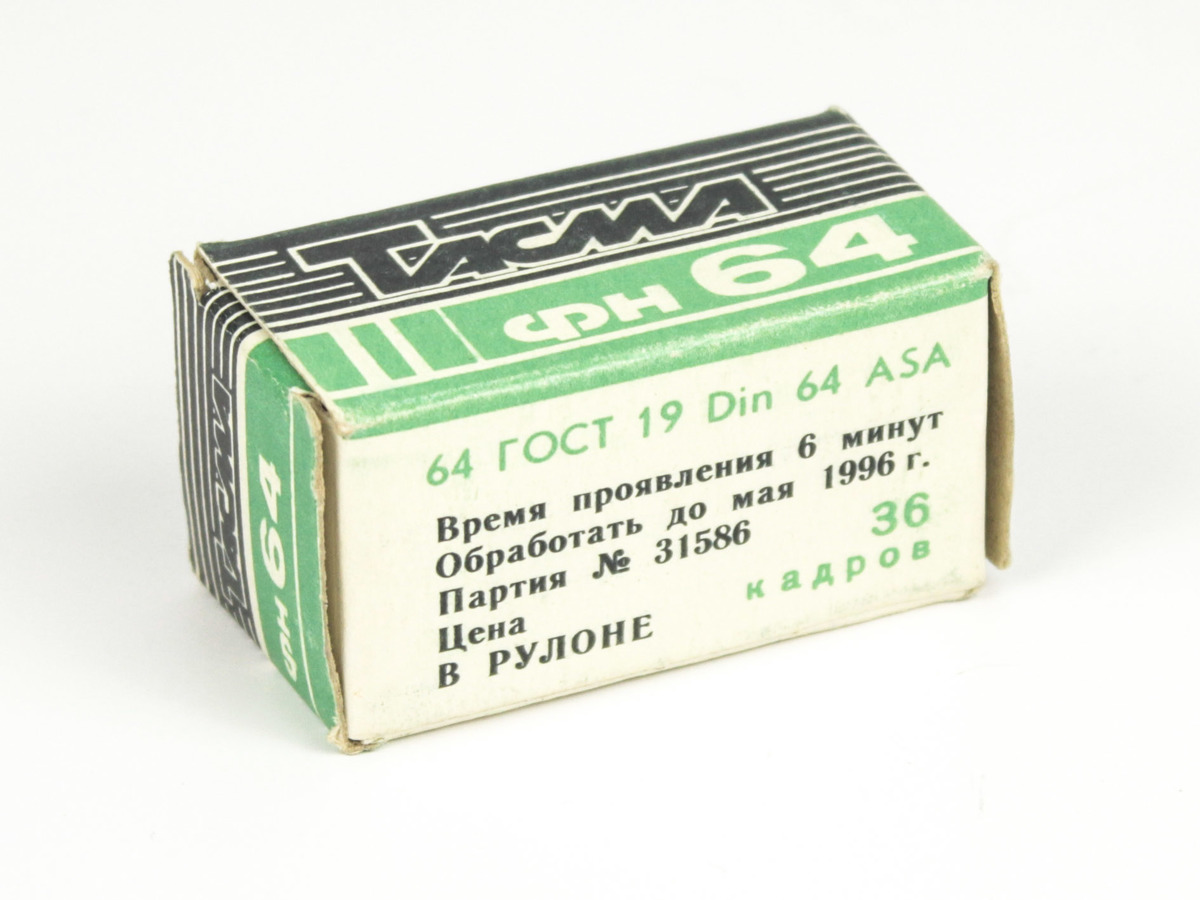 ТАСМА
ФН 64
64 ГОСТ 19 Din 64 ASA
Время проявления 6 минут
Обработать до мая 1996 г.
Партия № 31586
Цена
В РУЛОНЕ
36
кадров
ФН 64